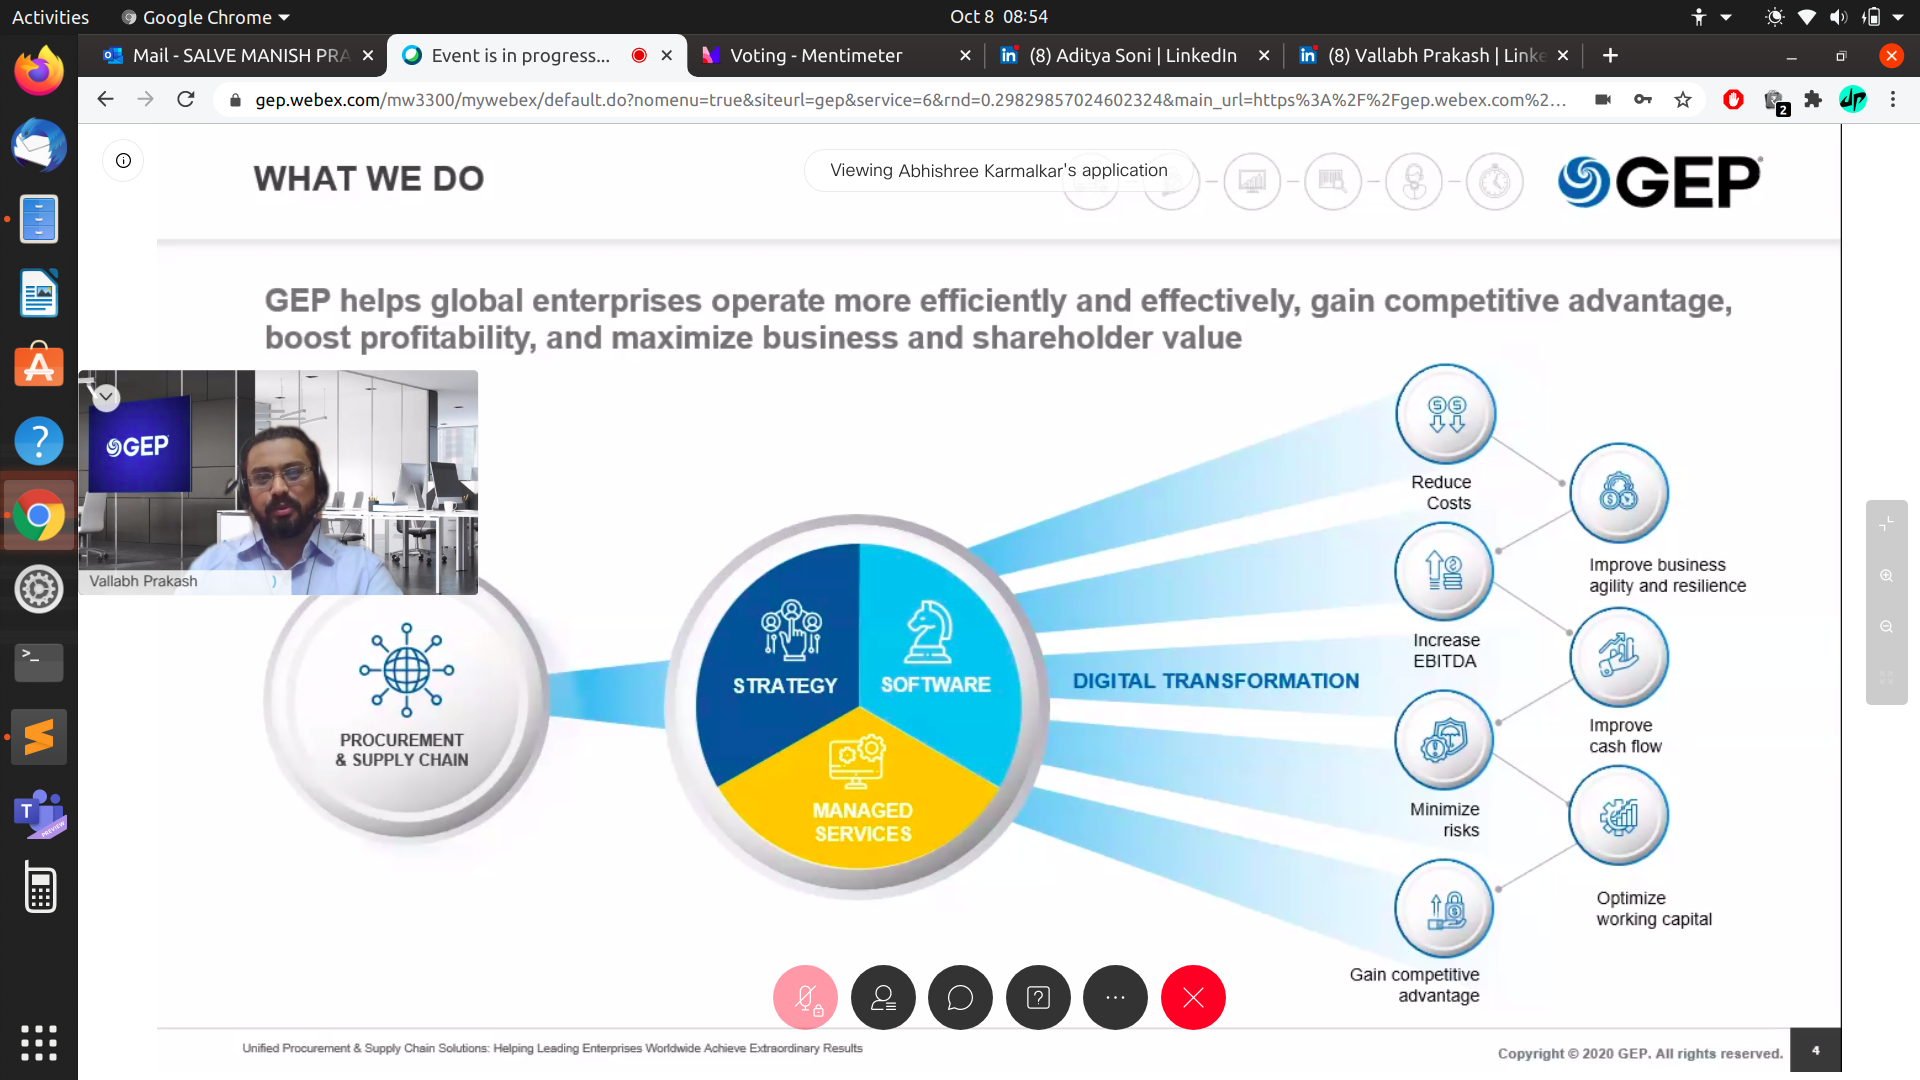 Activities
Google Chrome
Oct 8 08:54
Mail - SALVE MANISH PRA
Event is in progress...
Voting - Mentimeter
(8) Aditya Soni | LinkedIn
(8) Vallabh Prakash | Linke
gep.webex.com/mw3300/mywebex/default.do?nomenu=true&siteurl=gep&service=6&rnd=0.29829857024602324&main_url=https%3A%2F%2Fgep.webex.com%2...
2
WHAT WE DO
Viewing Abhishree Karmalkar's application
GEP
GEP helps global enterprises operate more efficiently and effectively, gain competitive advantage,
boost profitability, and maximize business and shareholder value
GEP
Vallabh Prakash
PROCUREMENT
& SUPPLY CHAIN
STRATEGY
SOFTWARE
MANAGED
SERVICES
DIGITAL TRANSFORMATION
Reduce
Costs
Improve business
agility and resilience
Increase
EBITDA
Improve
cash flow
Minimize
risks
Optimize
working capital
Gain competitive
advantage
Unified Procurement & Supply Chain Solutions: Helping Leading Enterprises Worldwide Achieve Extraordinary Results
Copyright © 2020 GEP. All rights reserved.
4